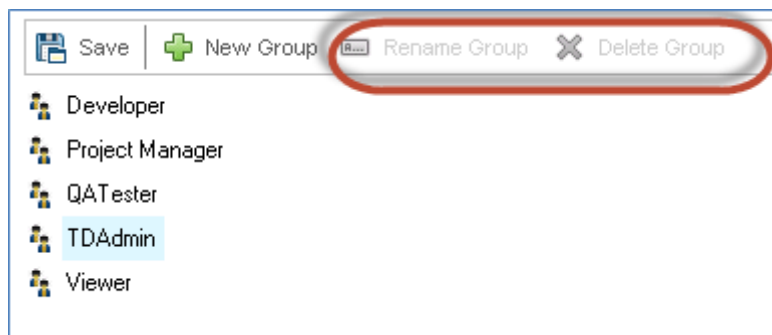 Save New Group Rename Group Delete Group
Developer
Project Manager
QATester
TDAdmin
Viewer